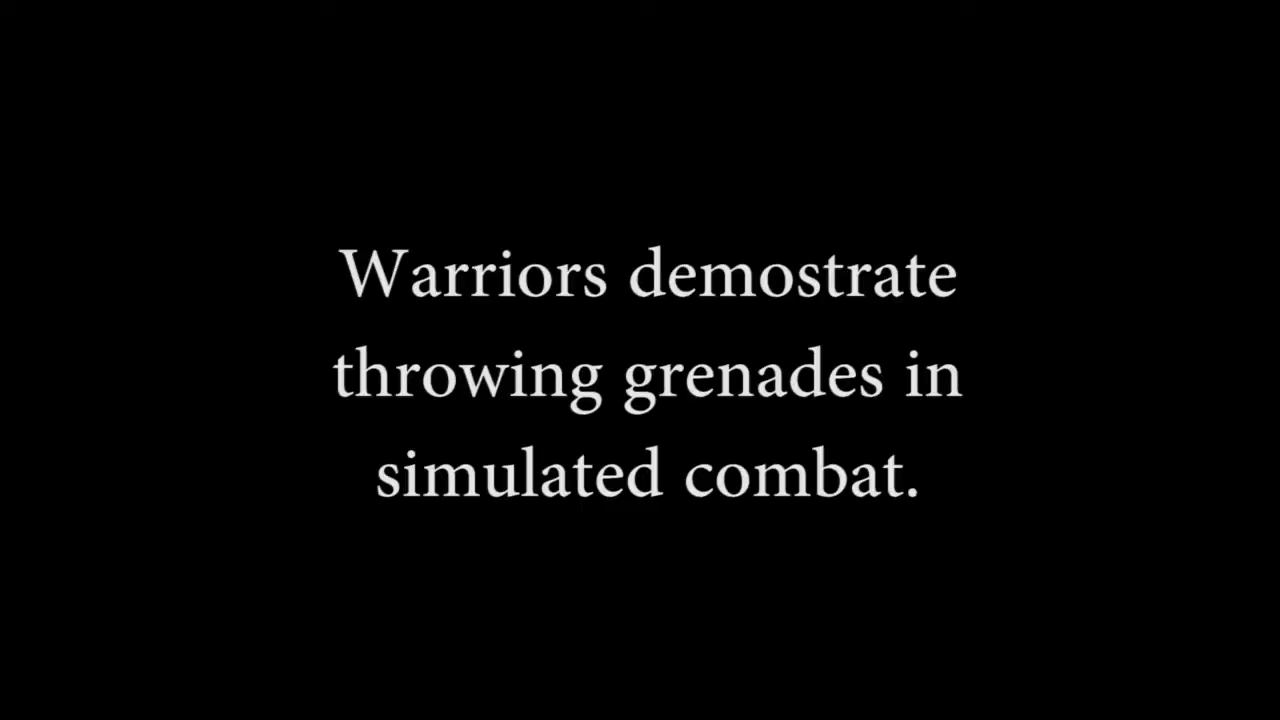 Warriors demostrate
throwing grenades in
simulated combat.